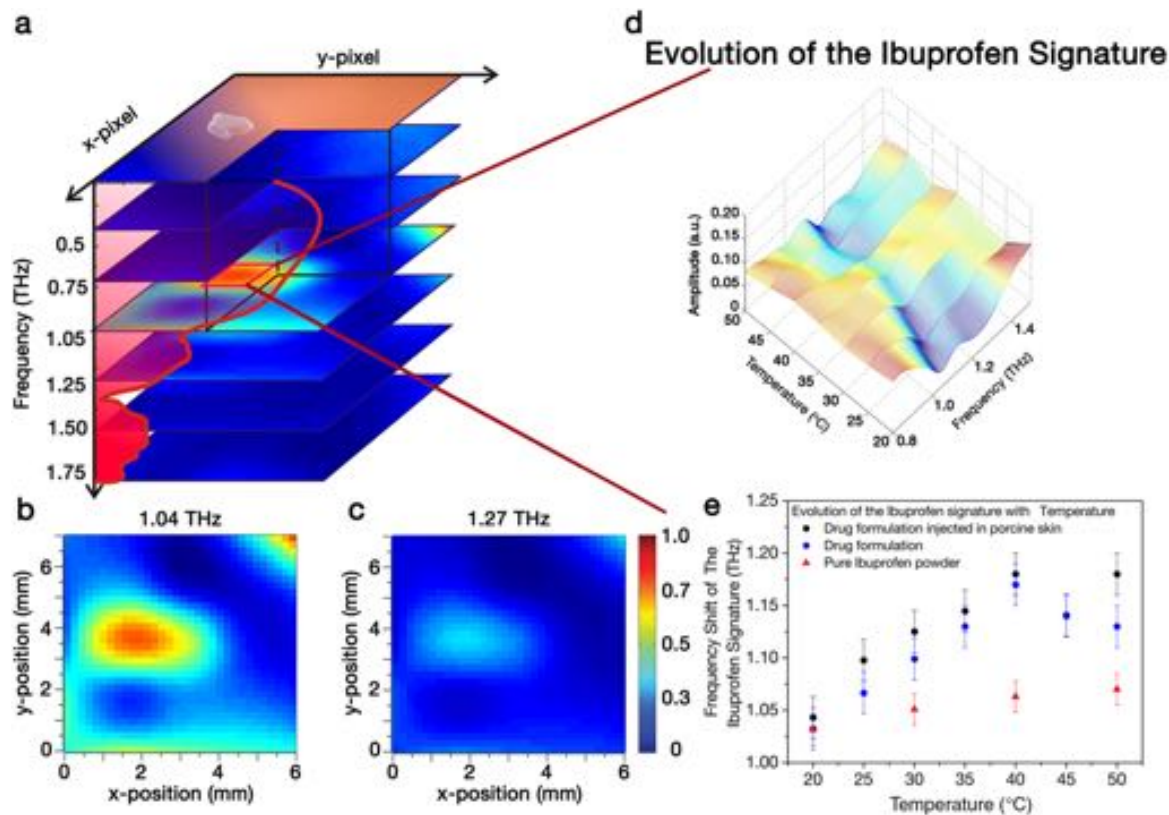 a
y-pixel
x-pixel
Frequency (THz)
0.5
0.75
1.05
1.25
1.50
1.75
d
Evolution of the Ibuprofen Signature
Amplitude (a.u.)
0.20
0.15
0.10
0.05
0
50
45
40
35
30
25
20
Temperature (°C)
0.8
1.0
1.2
1.4
Frequency (THz)
b
1.04 THz
y-position (mm)
6
4
2
0
0
2
4
6
x-position (mm)
c
1.27 THz
y-position (mm)
6
4
2
0
0
2
4
6
x-position (mm)
1.0
0.7
0.5
0.3
0
e
Evolution of the Ibuprofen signature with Temperature
Drug formulation injected in porcine skin
Drug formulation
Pure Ibuprofen powder
Frequency Shift of The
Ibuprofen Signature (THz)
1.25
1.20
1.15
1.10
1.05
1.00
20
25
30
35
40
45
50
Temperature (°C)